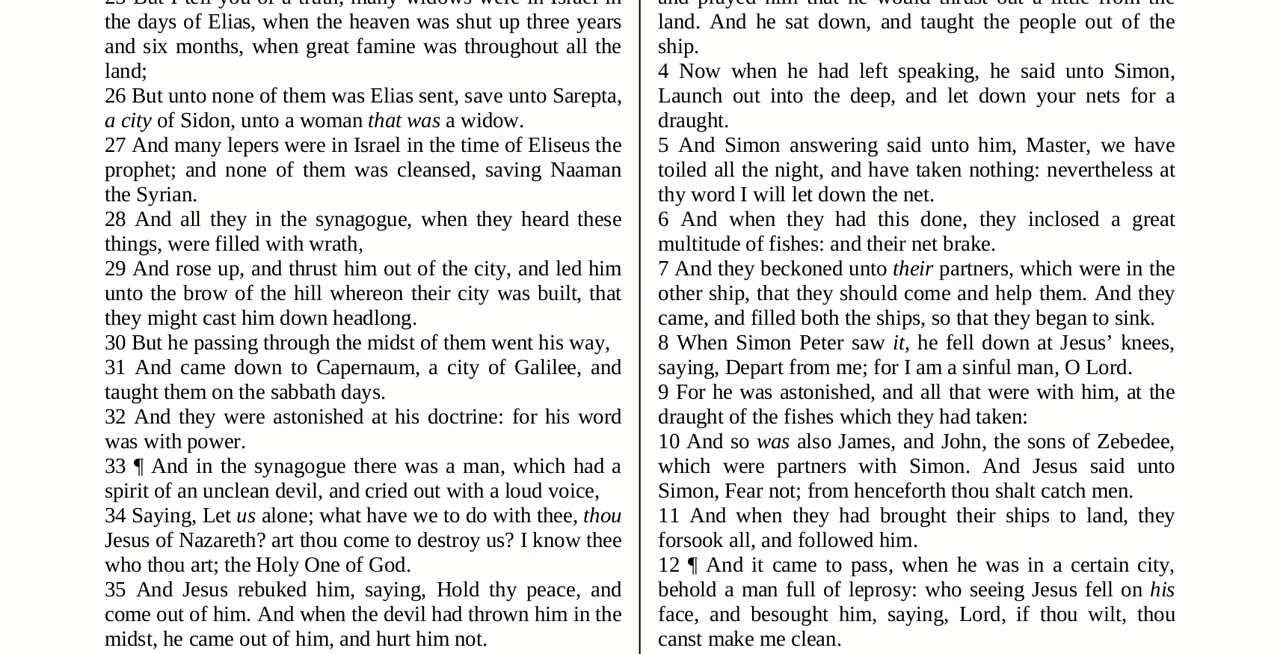 25 But I tell you of a truth, many widows were in Israel in
the days of Elias, when the heaven was shut up three years
and six months, when great famine was throughout all the
land;
26 But unto none of them was Elias sent, save unto Sarepta,
a city of Sidon, unto a woman that was a widow.
27 And many lepers were in Israel in the time of Eliseus the
prophet; and none of them was cleansed, saving Naaman
the Syrian.
28 And all they in the synagogue, when they heard these
things, were filled with wrath,
29 And rose up, and thrust him out of the city, and led him
unto the brow of the hill whereon their city was built, that
they might cast him down headlong.
30 But he passing through the midst of them went his way,
31 And came down to Capernaum, a city of Galilee, and
taught them on the sabbath days.
32 And they were astonished at his doctrine: for his word
was with power.
33 ¶ And in the synagogue there was a man, which had a
spirit of an unclean devil, and cried out with a loud voice,
34 Saying, Let us alone; what have we to do with thee, thou
Jesus of Nazareth? art thou come to destroy us? I know thee
who thou art; the Holy One of God.
35 And Jesus rebuked him, saying, Hold thy peace, and
come out of him. And when the devil had thrown him in the
midst, he came out of him, and hurt him not.
and prayed him that he would thrust out a little from the
land. And he sat down, and taught the people out of the
ship.
4 Now when he had left speaking, he said unto Simon,
Launch out into the deep, and let down your nets for a
draught.
5 And Simon answering said unto him, Master, we have
toiled all the night, and have taken nothing: nevertheless at
thy word I will let down the net.
6 And when they had this done, they inclosed a great
multitude of fishes: and their net brake.
7 And they beckoned unto their partners, which were in the
other ship, that they should come and help them. And they
came, and filled both the ships, so that they began to sink.
8 When Simon Peter saw it, he fell down at Jesus’ knees,
saying, Depart from me; for I am a sinful man, O Lord.
9 For he was astonished, and all that were with him, at the
draught of the fishes which they had taken:
10 And so was also James, and John, the sons of Zebedee,
which were partners with Simon. And Jesus said unto
Simon, Fear not; from henceforth thou shalt catch men.
11 And when they had brought their ships to land, they
forsook all, and followed him.
12 ¶ And it came to pass, when he was in a certain city,
behold a man full of leprosy: who seeing Jesus fell on his
face, and besought him, saying, Lord, if thou wilt, thou
canst make me clean.